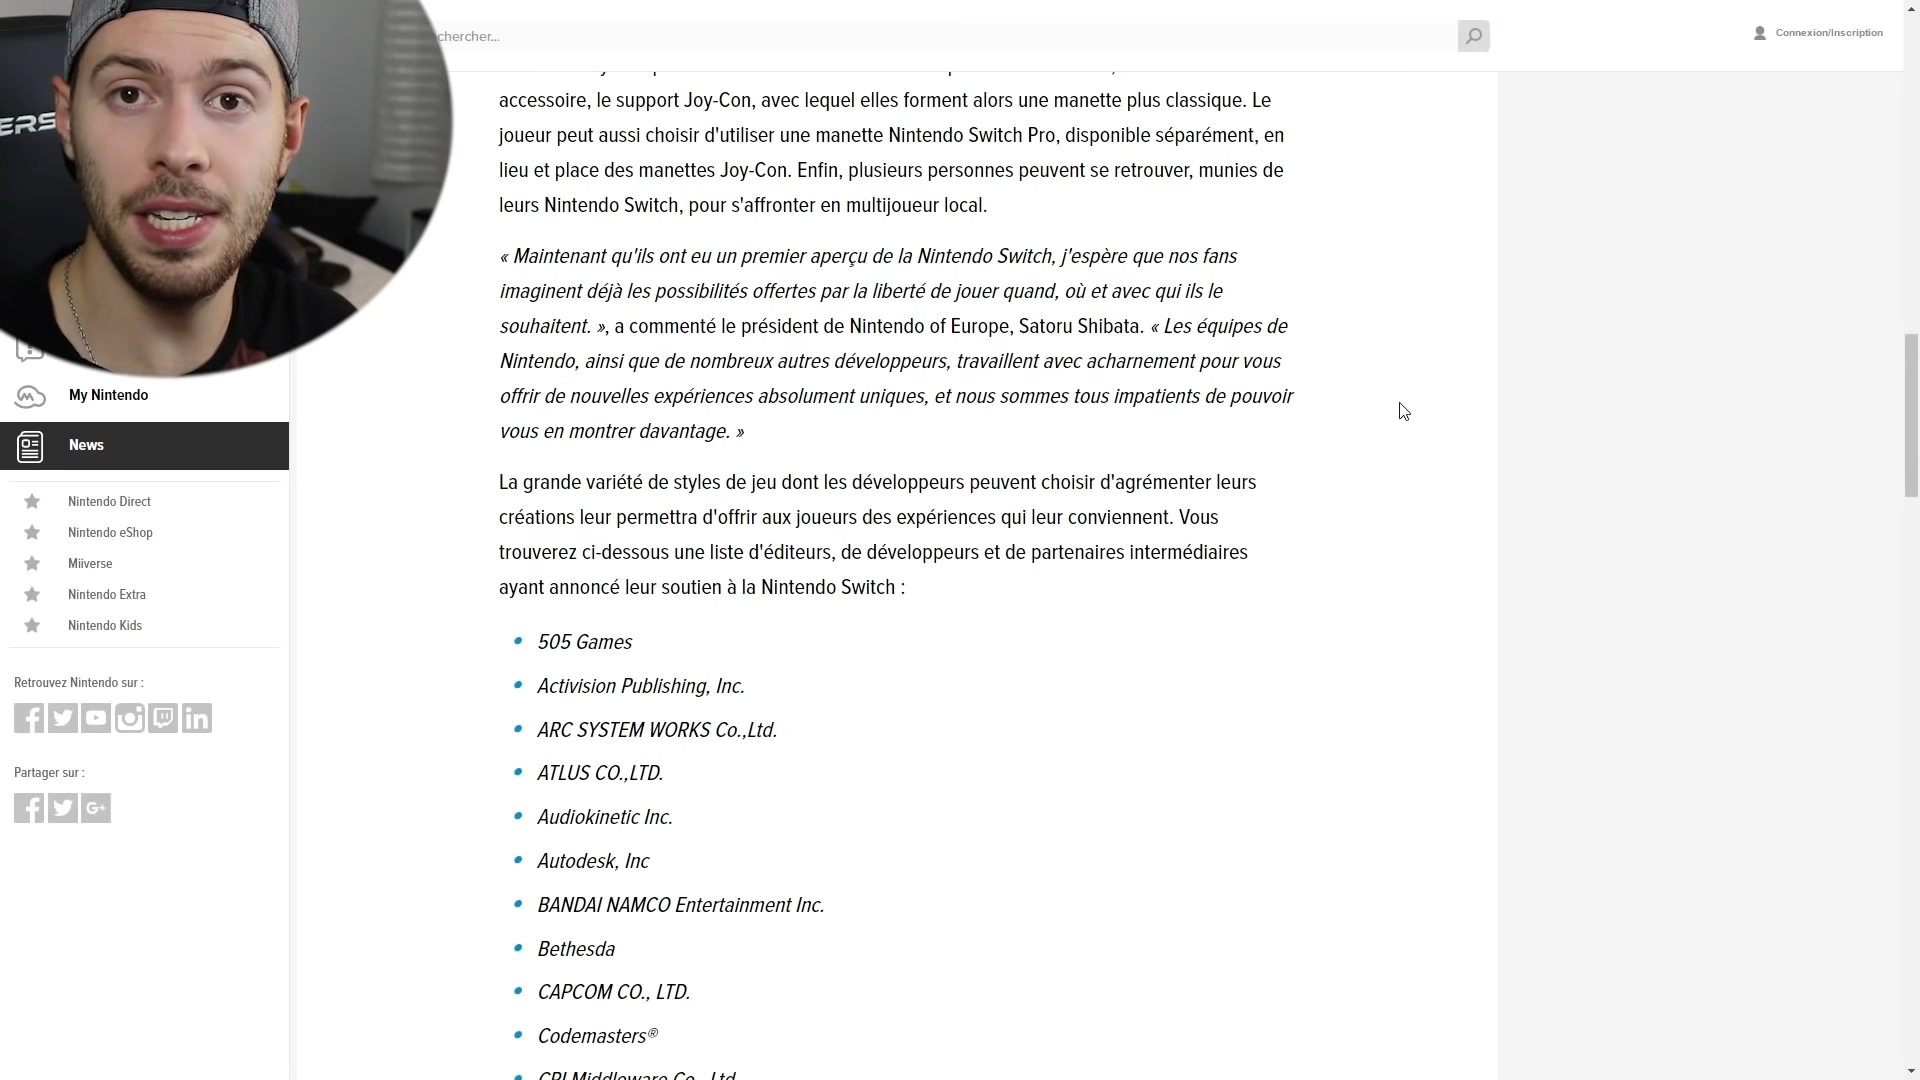 chercher...
Connexion/Inscription
accessoire, le support Joy-Con, avec lequel elles forment alors une manette plus classique. Le
joueur peut aussi choisir d'utiliser une manette Nintendo Switch Pro, disponible séparément, en
lieu et place des manettes Joy-Con. Enfin, plusieurs personnes peuvent se retrouver, munies de
leurs Nintendo Switch, pour s'affronter en multijoueur local.
« Maintenant qu'ils ont eu un premier aperçu de la Nintendo Switch, j'espère que nos fans
imaginent déjà les possibilités offertes par la liberté de jouer quand, où et avec qui ils le
souhaitent. », a commenté le président de Nintendo of Europe, Satoru Shibata. « Les équipes de
Nintendo, ainsi que de nombreux autres développeurs, travaillent avec acharnement pour vous
offrir de nouvelles expériences absolument uniques, et nous sommes tous impatients de pouvoir
vous en montrer davantage. »
La grande variété de styles de jeu dont les développeurs peuvent choisir d'agrémenter leurs
créations leur permettra d'offrir aux joueurs des expériences qui leur conviennent. Vous
trouverez ci-dessous une liste d'éditeurs, de développeurs et de partenaires intermédiaires
ayant annoncé leur soutien à la Nintendo Switch :
505 Games
Activision Publishing, Inc.
ARC SYSTEM WORKS Co.,Ltd.
ATLUS CO.,LTD.
Audiokinetic Inc.
Autodesk, Inc
BANDAI NAMCO Entertainment Inc.
Bethesda
CAPCOM CO., LTD.
Codemasters®
CRI Middleware Co., Ltd.
ERS
My Nintendo
News
Nintendo Direct
Nintendo eShop
Miiverse
Nintendo Extra
Nintendo Kids
Retrouvez Nintendo sur :
Partager sur :
G+